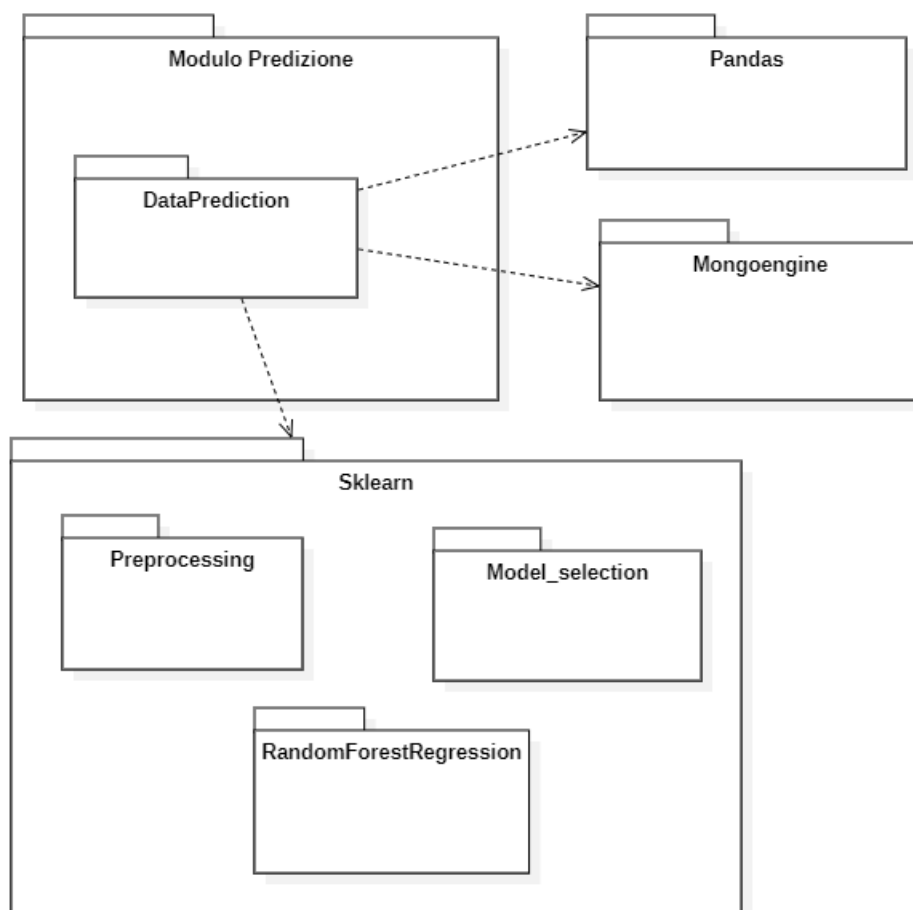 Modulo Predizione
Pandas
DataPrediction
Mongoengine
Sklearn
Preprocessing
Model_selection
RandomForestRegression